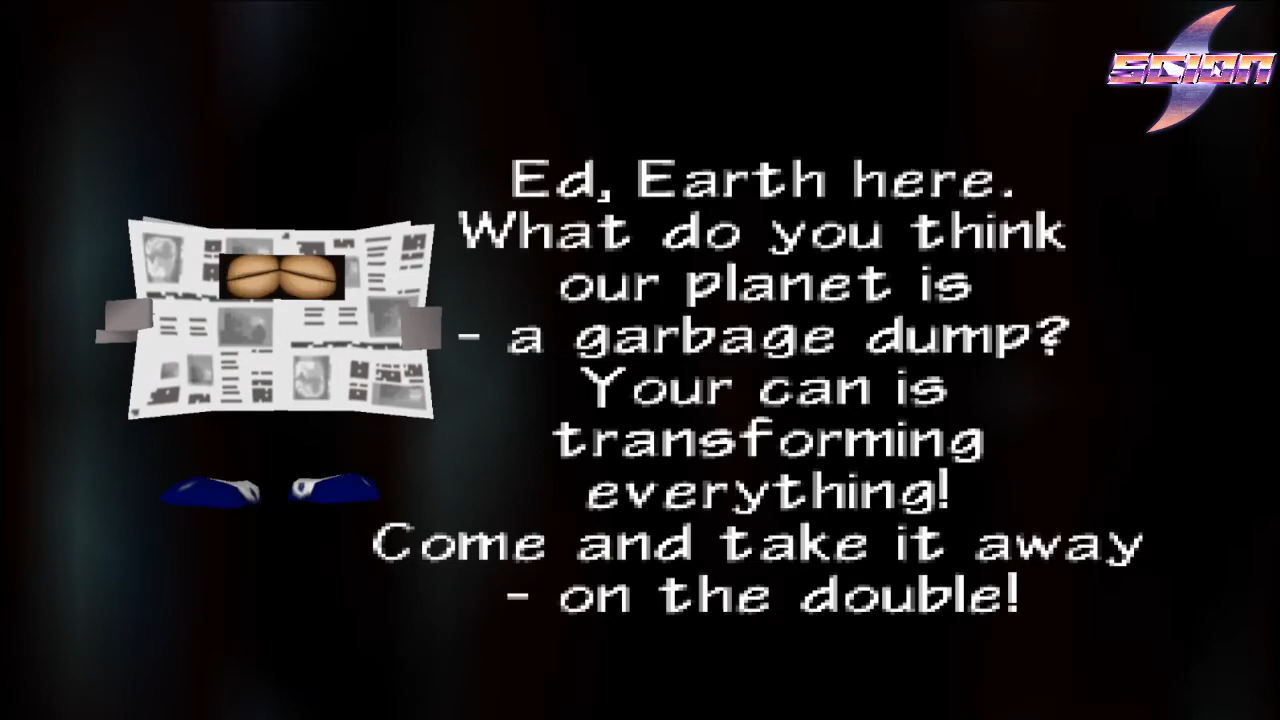 SCION
Ed, Earth here.
What do you think
our planet is
- a garbage dump?
Your can is
transforming
everything!
Come and take it away
- on the double!